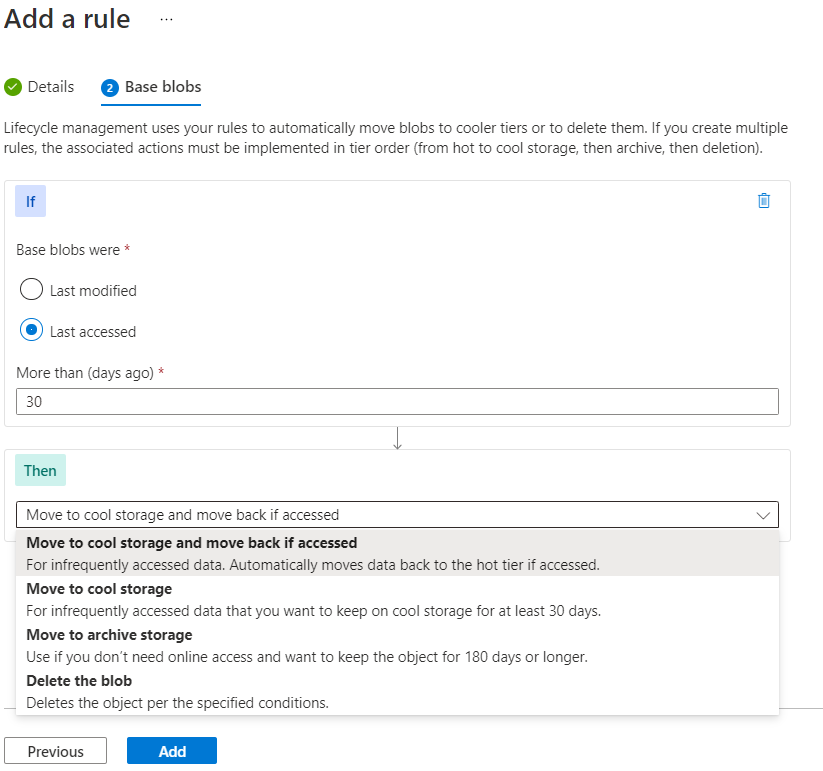 Add a rule ...
Details
2 Base blobs
Lifecycle management uses your rules to automatically move blobs to cooler tiers or to delete them. If you create multiple
rules, the associated actions must be implemented in tier order (from hot to cool storage, then archive, then deletion).
If
Base blobs were *
Last modified
Last accessed
More than (days ago) *
30
Then
Move to cool storage and move back if accessed
Move to cool storage and move back if accessed
For infrequently accessed data. Automatically moves data back to the hot tier if accessed.
Move to cool storage
For infrequently accessed data that you want to keep on cool storage for at least 30 days.
Move to archive storage
Use if you don't need online access and want to keep the object for 180 days or longer.
Delete the blob
Deletes the object per the specified conditions.
Previous
Add